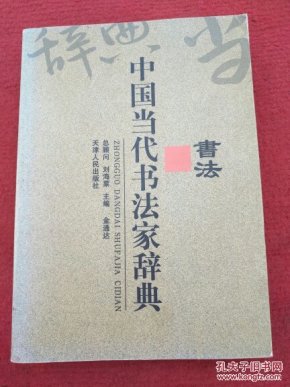 辞典
書法
中国当代书法家辞典
ZHONGGUO DANGDAI SHUFAJIA CIDIAN
总顾问 刘海粟 主编 金通达
天津人民出版社
孔夫子旧书网